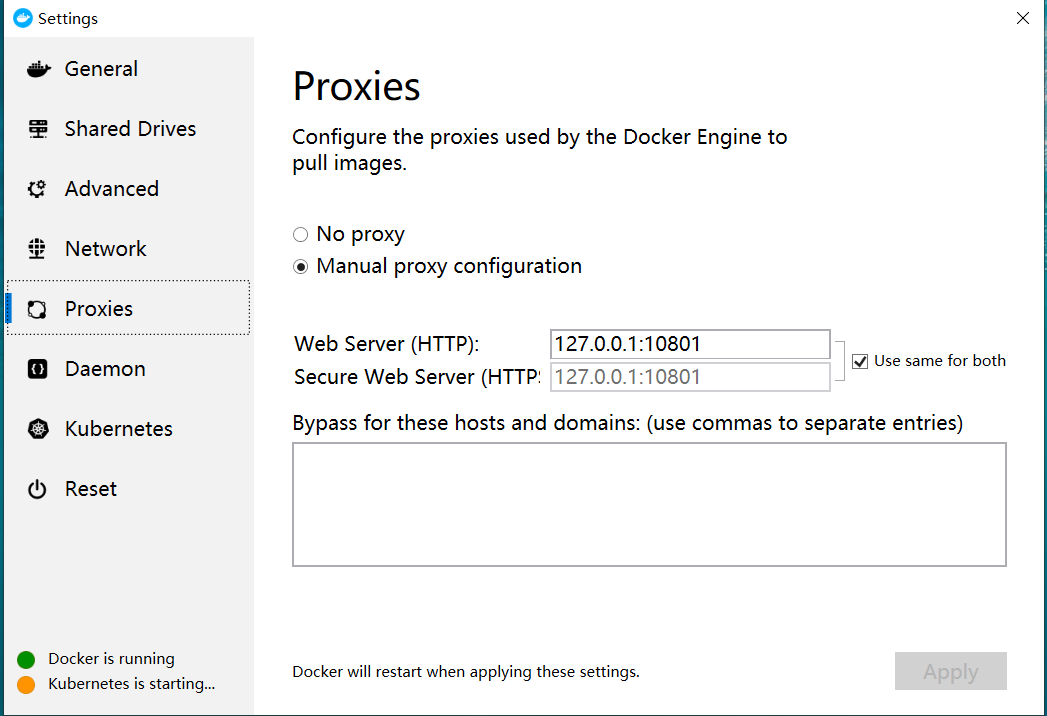 Settings
General
Shared Drives
Advanced
Network
Proxies
Daemon
Kubernetes
Reset
Docker is running
Kubernetes is starting...
Proxies
Configure the proxies used by the Docker Engine to
pull images.
No proxy
Manual proxy configuration
Web Server (HTTP): 127.0.0.1:10801
Secure Web Server (HTTPS 127.0.0.1:10801
Use same for both
Bypass for these hosts and domains: (use commas to separate entries)
Docker will restart when applying these settings.
Apply